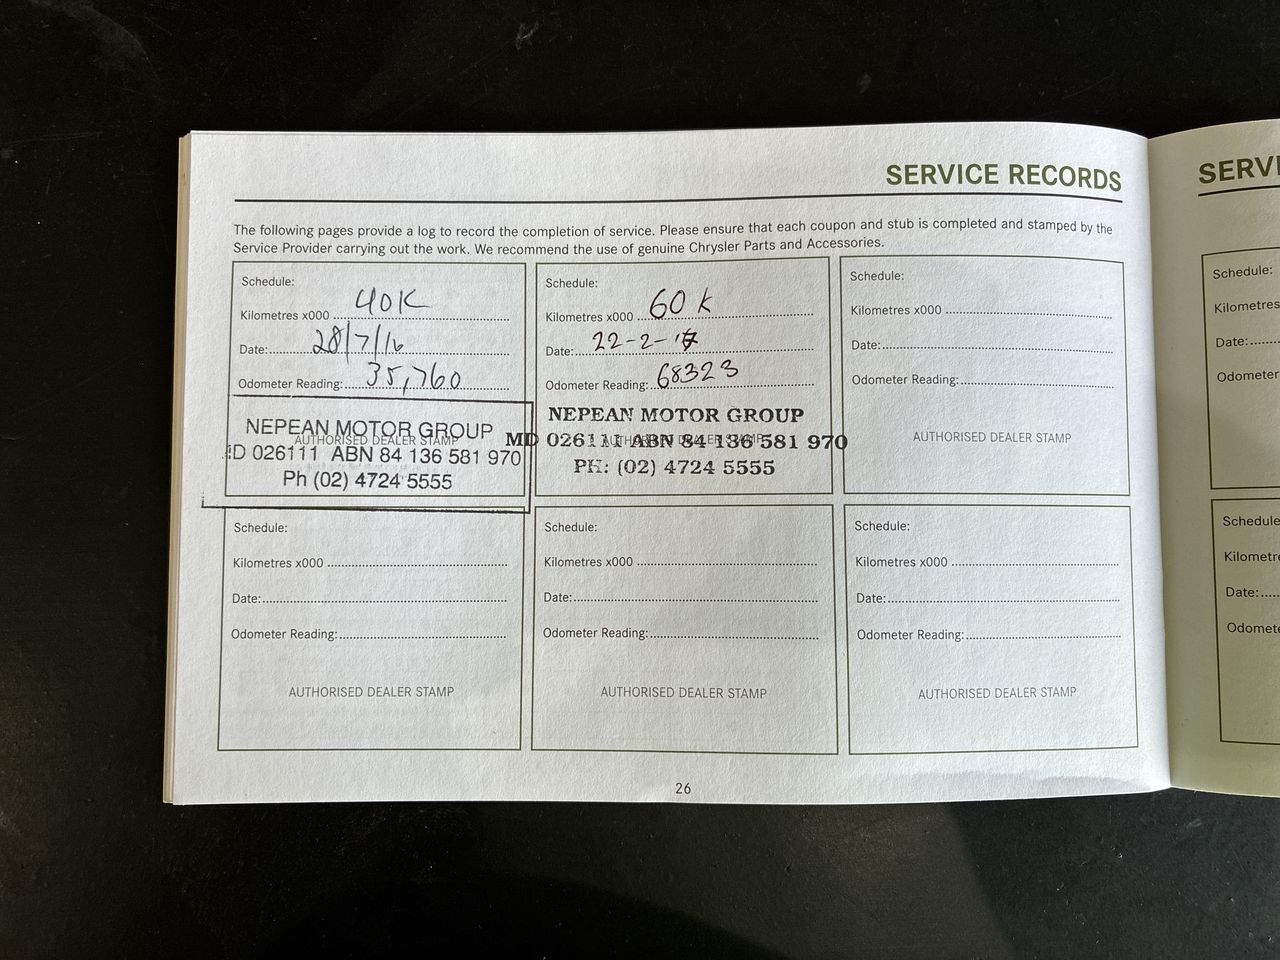 SERVICE RECORDS
The following pages provide a log to record the completion of service. Please ensure that each coupon and stub is completed and stamped by the
Service Provider carrying out the work. We recommend the use of genuine Chrysler Parts and Accessories.
Schedule:
Kilometres x000 40K
Date: 28/7/16
Odometer Reading: 35,760
AUTHORISED DEALER STAMP
NEPEAN MOTOR GROUP
MD 026111 ABN 84 136 581 970
Ph (02) 4724 5555
Schedule:
Kilometres x000 60 k
Date: 22-2-17
Odometer Reading: 68323
AUTHORISED DEALER STAMP
NEPEAN MOTOR GROUP
MD 026111 ABN 84 136 581 970
PH: (02) 4724 5555
Schedule:
Kilometres x000
Date:
Odometer Reading:
AUTHORISED DEALER STAMP
Schedule:
Kilometres x000
Date:
Odometer Reading:
AUTHORISED DEALER STAMP
Schedule:
Kilometres x000
Date:
Odometer Reading:
AUTHORISED DEALER STAMP
Schedule:
Kilometres x000
Date:
Odometer Reading:
AUTHORISED DEALER STAMP
26
SERVI
Schedule:
Kilometres
Date:
Odometer
Schedule
Kilometre
Date:
Odomete